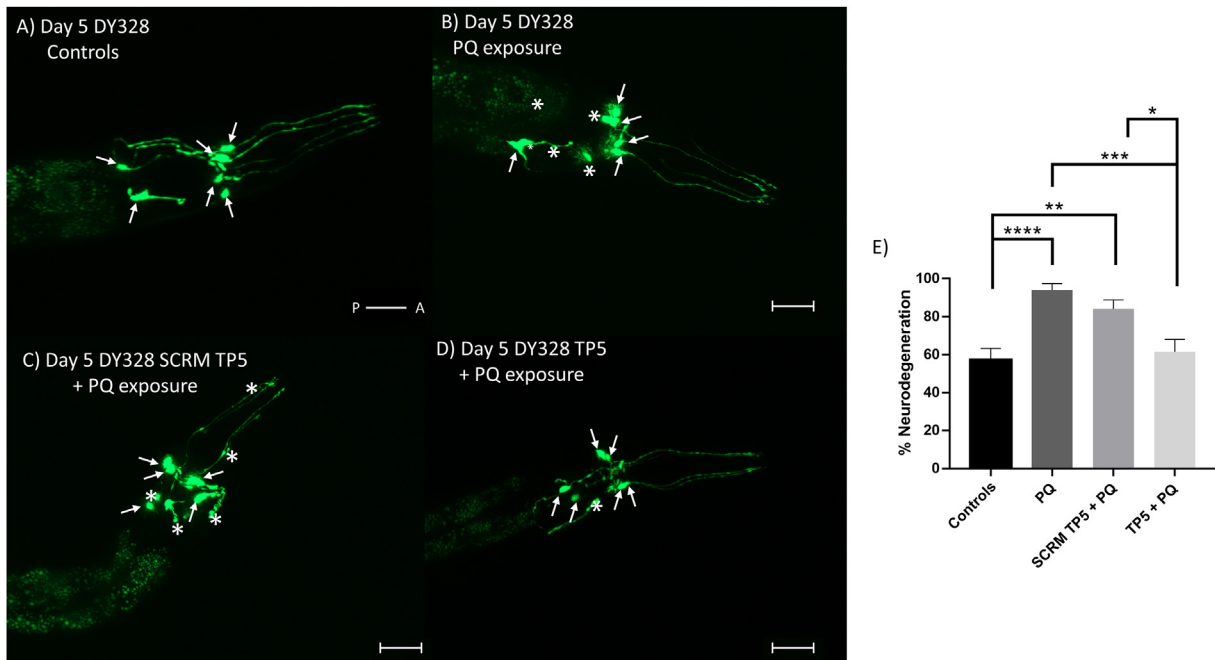 A) Day 5 DY328
Controls
B) Day 5 DY328
PQ exposure
P A
C) Day 5 DY328 SCRM TP5
+ PQ exposure
D) Day 5 DY328 TP5
+ PQ exposure
E)
*
***
**
****
% Neurodegeneration
100
80
60
40
20
0
Controls
PQ
SCRM TP5 + PQ
TP5 + PQ